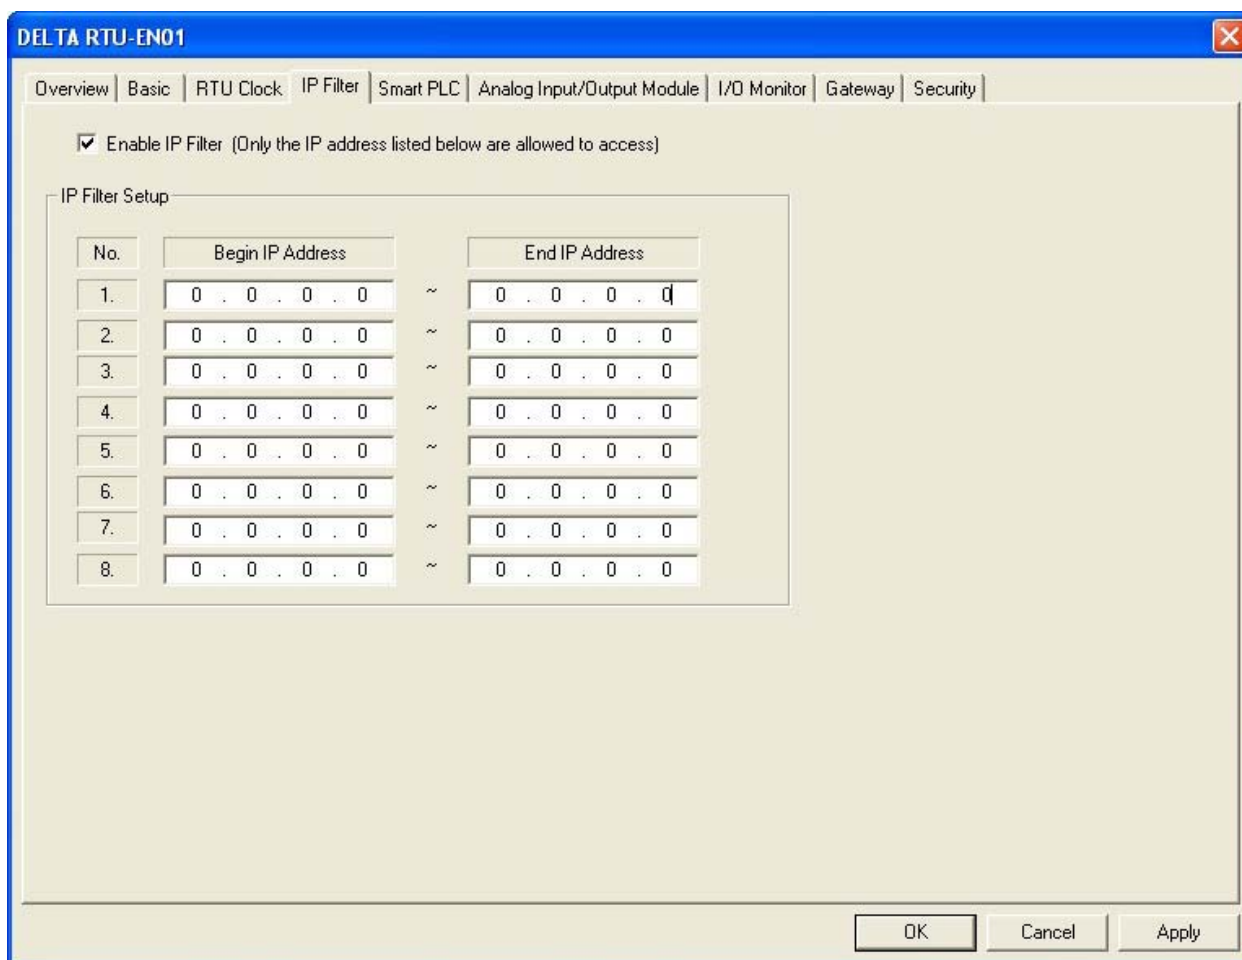 DELTA RTU-EN01
Overview Basic RTU Clock IP Filter Smart PLC Analog Input/Output Module I/O Monitor Gateway Security
Enable IP Filter (Only the IP address listed below are allowed to access)
IP Filter Setup
No. Begin IP Address End IP Address
1. 0 . 0 . 0 . 0 ~ 0 . 0 . 0 . 0
2. 0 . 0 . 0 . 0 ~ 0 . 0 . 0 . 0
3. 0 . 0 . 0 . 0 ~ 0 . 0 . 0 . 0
4. 0 . 0 . 0 . 0 ~ 0 . 0 . 0 . 0
5. 0 . 0 . 0 . 0 ~ 0 . 0 . 0 . 0
6. 0 . 0 . 0 . 0 ~ 0 . 0 . 0 . 0
7. 0 . 0 . 0 . 0 ~ 0 . 0 . 0 . 0
8. 0 . 0 . 0 . 0 ~ 0 . 0 . 0 . 0
OK Cancel Apply